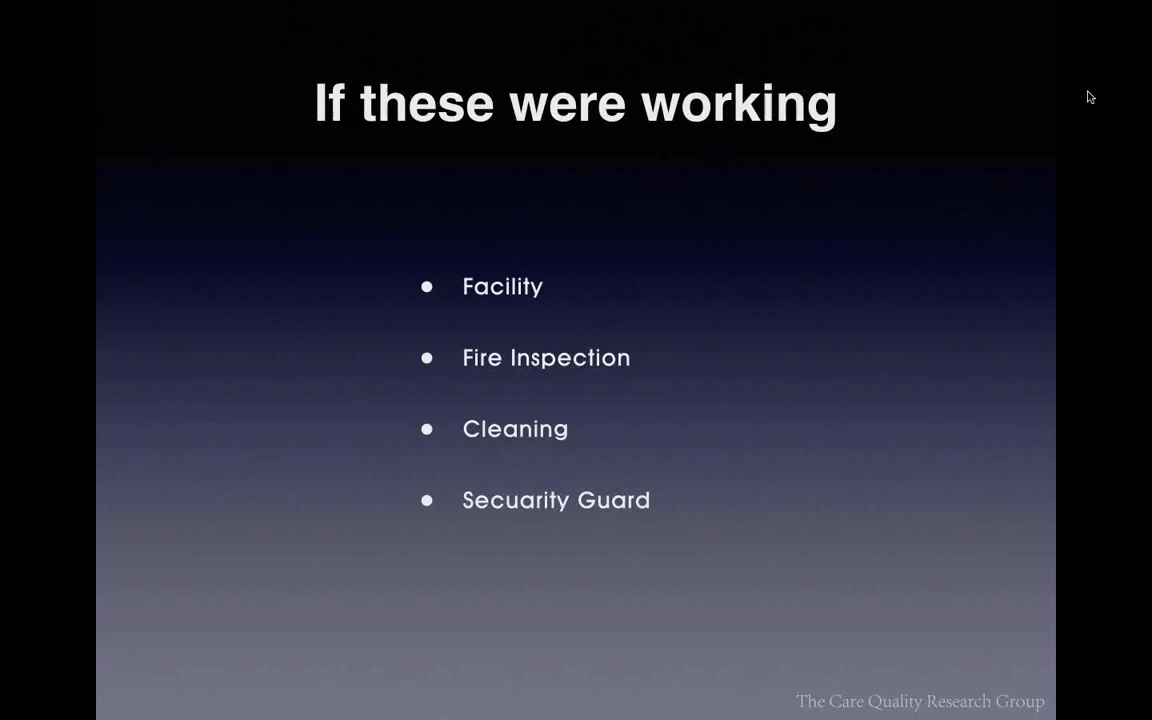 If these were working
● Facility
● Fire Inspection
● Cleaning
● Secuarity Guard
The Care Quality Research Group